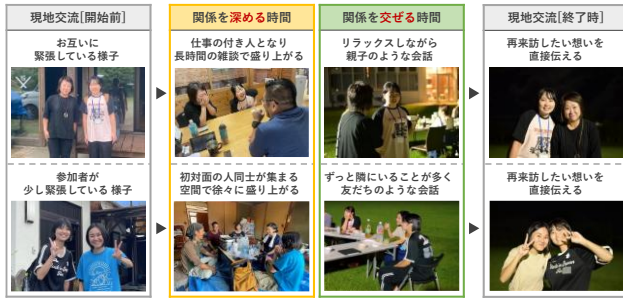 現地交流[開始前]
お互いに
緊張している様子
参加者が
少し緊張している 様子
関係を深める時間
仕事の付き人となり
長時間の雑談で盛り上がる
初対面の人同士が集まる
空間で徐々に盛り上がる
関係を交ぜる時間
リラックスしながら
親子のような会話
ずっと隣にいることが多く
友だちのような会話
現地交流[終了時]
再来訪したい想いを
直接伝える
再来訪したい想いを
直接伝える